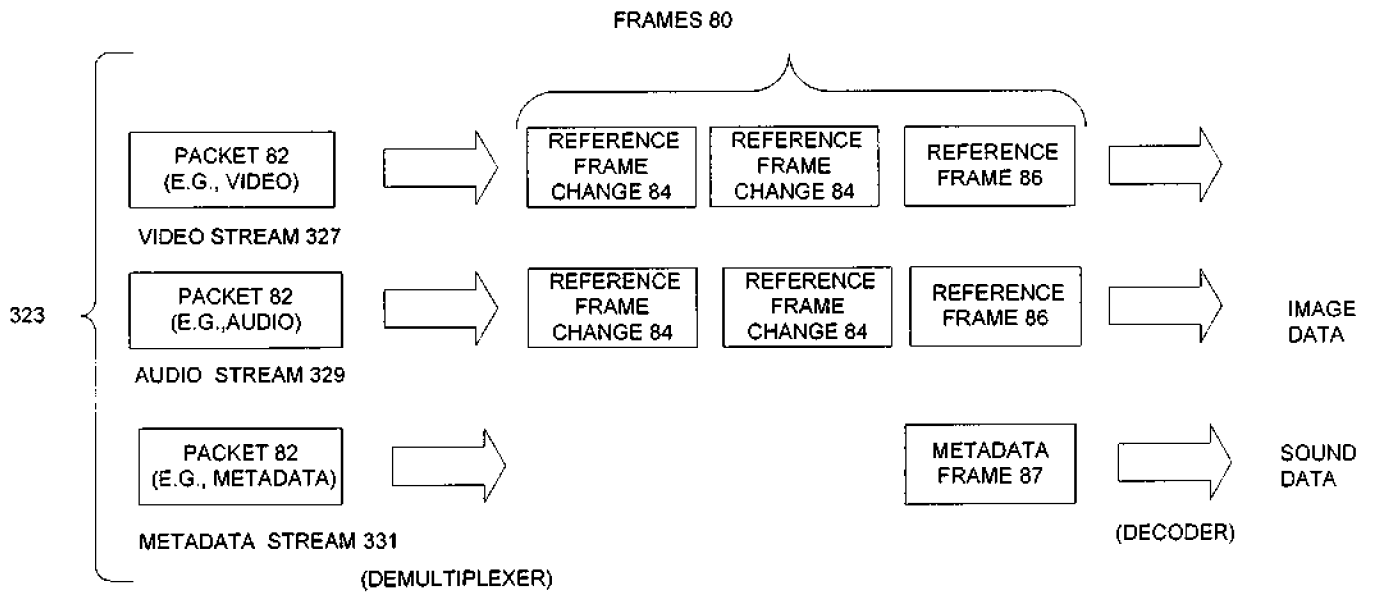 FRAMES 80
PACKET 82
(E.G., VIDEO)
REFERENCE
FRAME
CHANGE 84
REFERENCE
FRAME
CHANGE 84
REFERENCE
FRAME 86
VIDEO STREAM 327
323
PACKET 82
(E.G.,AUDIO)
REFERENCE
FRAME
CHANGE 84
REFERENCE
FRAME
CHANGE 84
REFERENCE
FRAME 86
IMAGE
DATA
AUDIO STREAM 329
PACKET 82
(E.G., METADATA)
METADATA
FRAME 87
SOUND
DATA
METADATA STREAM 331
(DECODER)
(DEMULTIPLEXER)